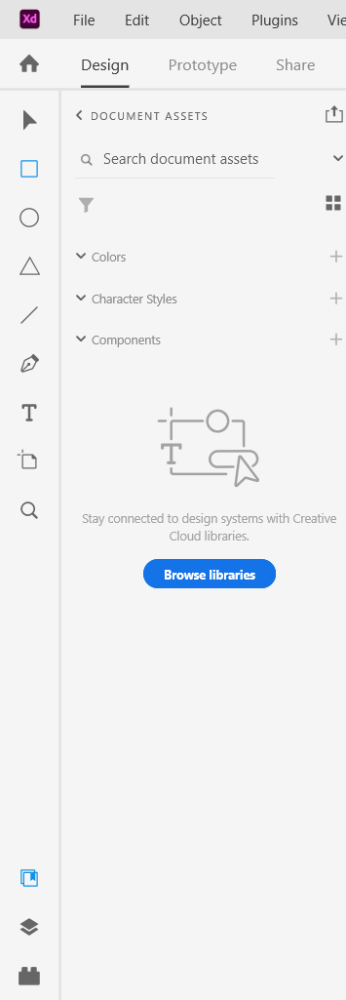 Xd File Edit Object Plugins Vie
Design Prototype Share
DOCUMENT ASSETS
Search document assets
Colors
Character Styles
Components
T
T
Stay connected to design systems with Creative
Cloud libraries.
Browse libraries